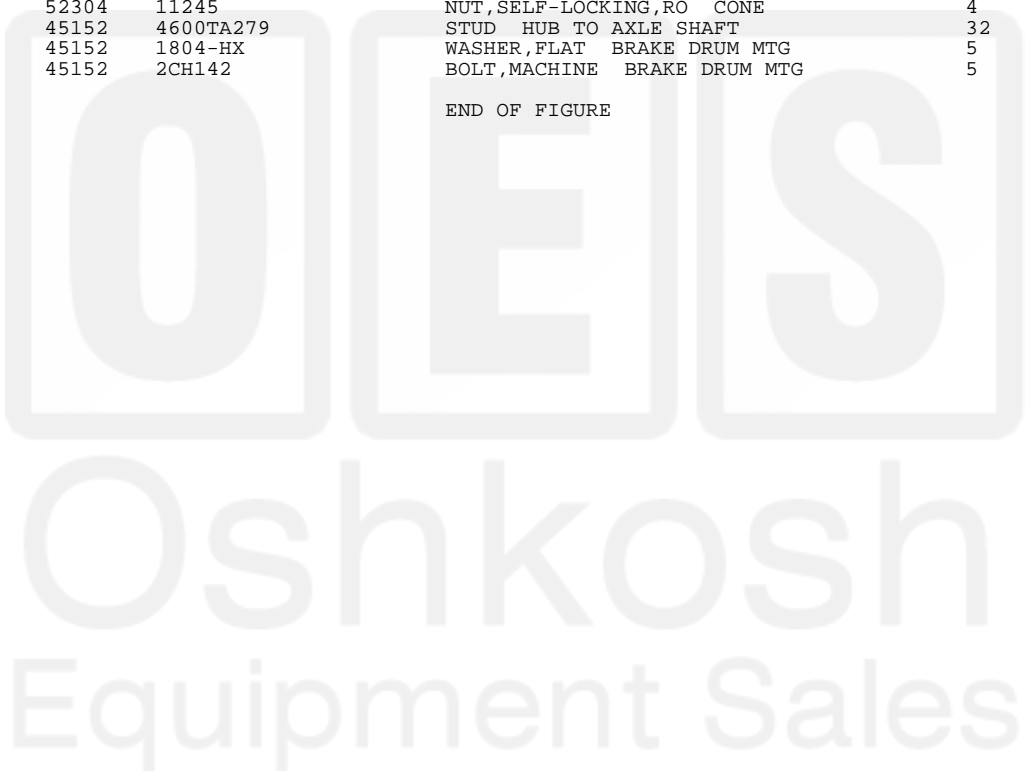 52304 11245 NUT,SELF-LOCKING,RO CONE 4
45152 4600TA279 STUD HUB TO AXLE SHAFT 32
45152 1804-HX WASHER,FLAT BRAKE DRUM MTG 5
45152 2CH142 BOLT,MACHINE BRAKE DRUM MTG 5
END OF FIGURE
OES
Oshkosh
Equipment Sales